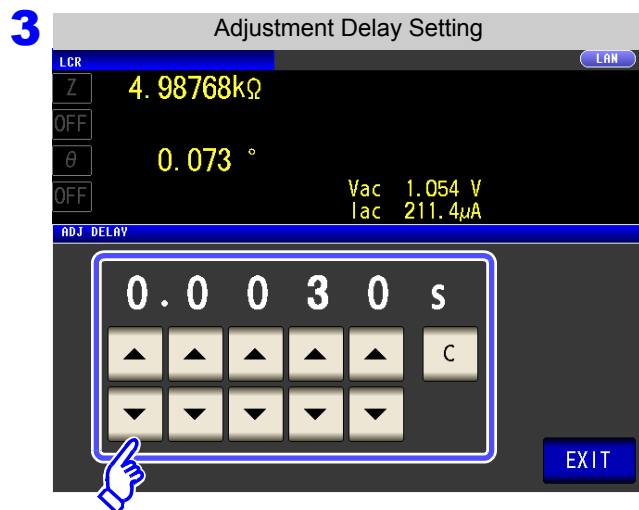 3
Adjustment Delay Setting
LCR
LAN
Z 4.98768kΩ
OFF
θ 0.073 °
OFF
Vac 1.054 V
Iac 211.4μA
ADJ DELAY
0.0030 s
C
EXIT